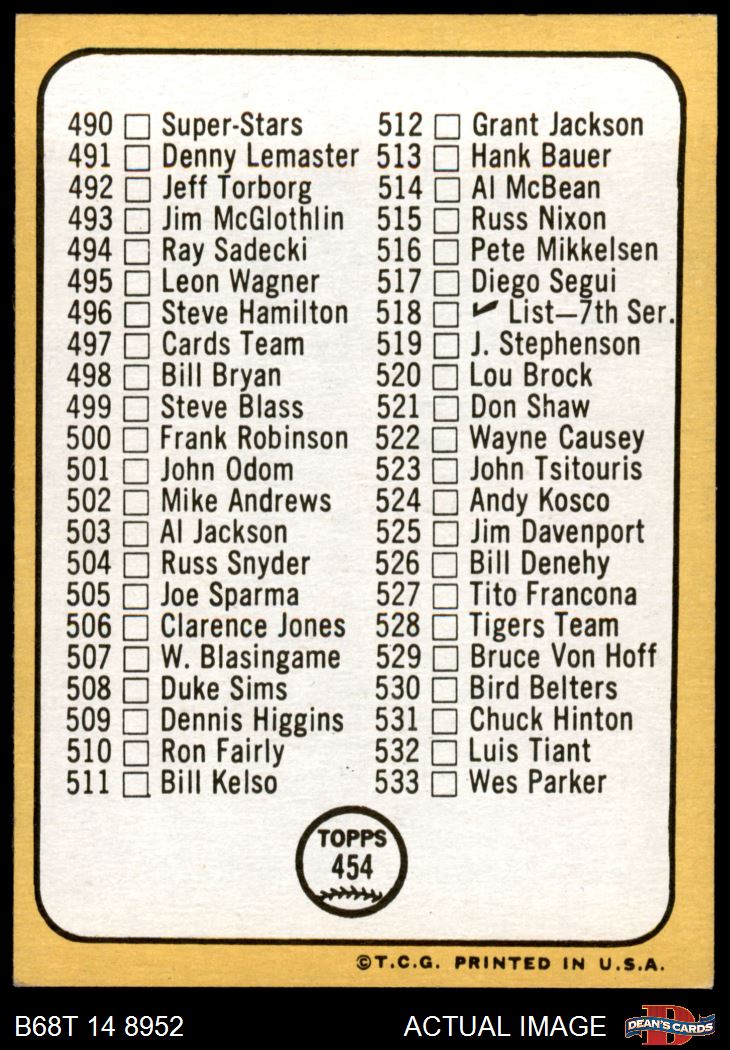 490 Super-Stars
491 Denny Lemaster
492 Jeff Torborg
493 Jim McGlothlin
494 Ray Sadecki
495 Leon Wagner
496 Steve Hamilton
497 Cards Team
498 Bill Bryan
499 Steve Blass
500 Frank Robinson
501 John Odom
502 Mike Andrews
503 Al Jackson
504 Russ Snyder
505 Joe Sparma
506 Clarence Jones
507 W. Blasingame
508 Duke Sims
509 Dennis Higgins
510 Ron Fairly
511 Bill Kelso
512 Grant Jackson
513 Hank Bauer
514 Al McBean
515 Russ Nixon
516 Pete Mikkelsen
517 Diego Segui
518 ✔ List—7th Ser.
519 J. Stephenson
520 Lou Brock
521 Don Shaw
522 Wayne Causey
523 John Tsitouris
524 Andy Kosco
525 Jim Davenport
526 Bill Denehy
527 Tito Francona
528 Tigers Team
529 Bruce Von Hoff
530 Bird Belters
531 Chuck Hinton
532 Luis Tiant
533 Wes Parker
TOPPS
454
©T.C.G. PRINTED IN U.S.A.
B68T 14 8952
ACTUAL IMAGE
D
DEAN'S CARDS